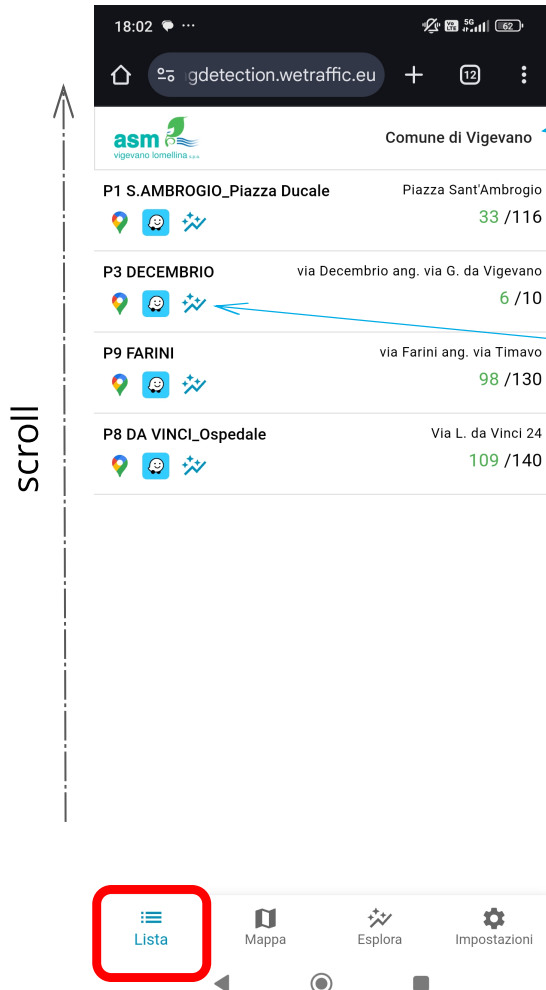 18:02
5G
62
gdetection.wetraffic.eu
12
asm
vigevano lomellina s.p.a.
Comune di Vigevano
P1 S.AMBROGIO_Piazza Ducale
Piazza Sant'Ambrogio
33 /116
P3 DECEMBRIO
via Decembrio ang. via G. da Vigevano
6 /10
P9 FARINI
via Farini ang. via Timavo
98 /130
P8 DA VINCI_Ospedale
Via L. da Vinci 24
109 /140
scroll
Lista
Mappa
Esplora
Impostazioni